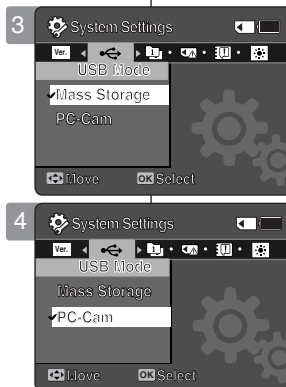 3
System Settings
Ver.
USB Mode
Mass Storage
PC-Cam
Move OK Select
4
System Settings
Ver.
USB Mode
Mass Storage
PC-Cam
Move OK Select